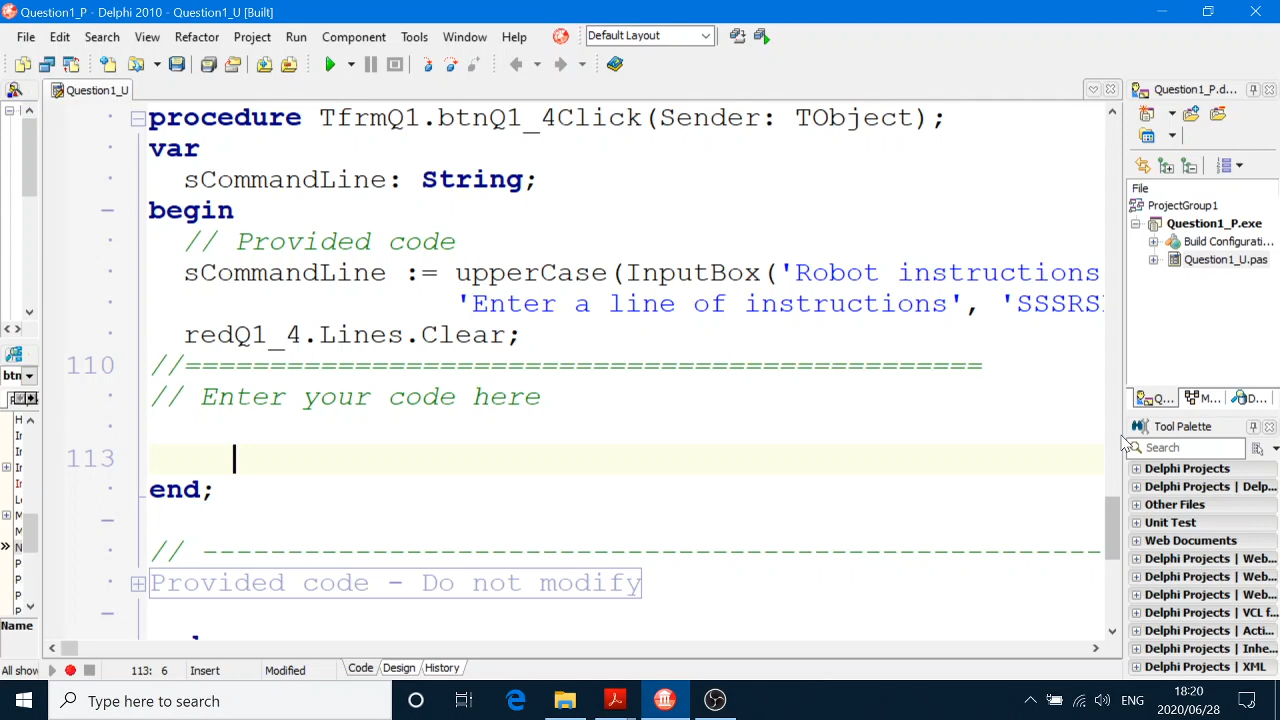 Question1_P - Delphi 2010 - Question1_U [Built]
File Edit Search View Refactor Project Run Component Tools Window Help Default Layout
Question1_U
Question1_P.d...
procedure TfrmQ1.btnQ1_4Click(Sender: TObject);
var
sCommandLine: String;
begin
// Provided code
sCommandLine := upperCase(InputBox('Robot instructions
'Enter a line of instructions', 'SSSRS
redQ1_4.Lines.Clear;
110 //===============================================
// Enter your code here
113
end;
// -----------------------------------------------------
Provided code - Do not modify
File
ProjectGroup1
Question1_P.exe
Build Configurati...
Question1_U.pas
Q... M... D...
Tool Palette
Search
Delphi Projects
Delphi Projects | Delp...
Other Files
Unit Test
Web Documents
Delphi Projects | Web...
Delphi Projects | Web...
Delphi Projects | Web...
Delphi Projects | VCL f...
Delphi Projects | Acti...
Delphi Projects | Inhe...
Delphi Projects | XML
btn
Name
All show
113: 6 Insert Modified Code Design History
Type here to search
ENG
18:20
2020/06/28